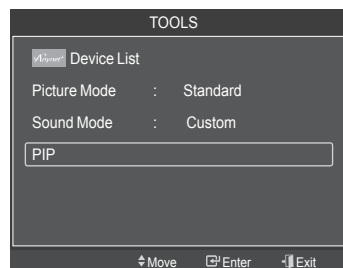 TOOLS
Device List
Picture Mode : Standard
Sound Mode : Custom
PIP
Move Enter Exit